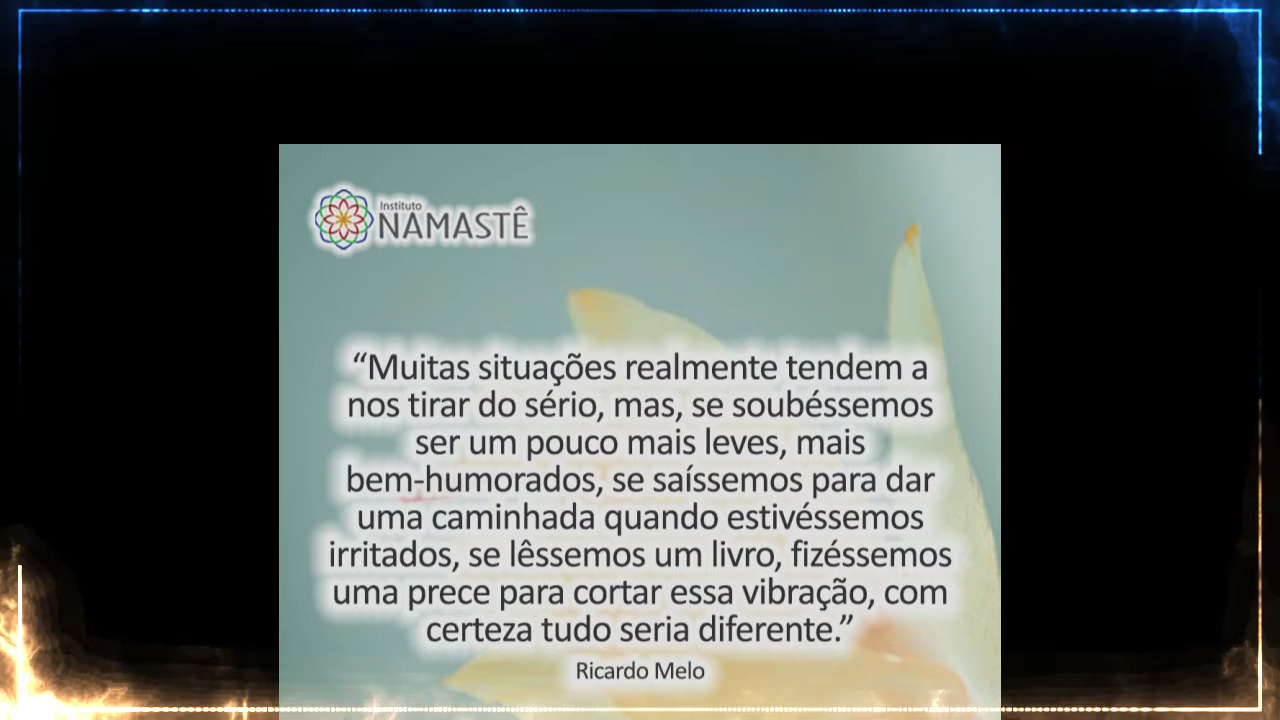 Instituto
NAMASTÊ
“Muitas situações realmente tendem a
nos tirar do sério, mas, se soubéssemos
ser um pouco mais leves, mais
bem-humorados, se saíssemos para dar
uma caminhada quando estivéssemos
irritados, se lêssemos um livro, fizéssemos
uma prece para cortar essa vibração, com
certeza tudo seria diferente.”
Ricardo Melo